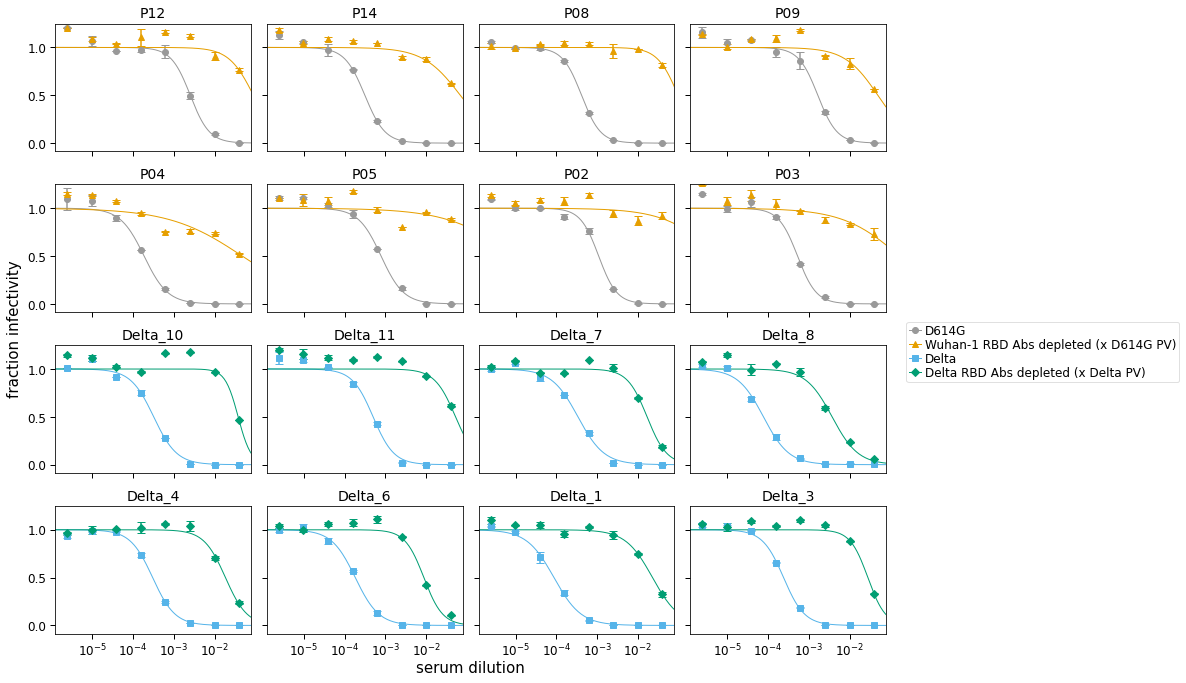 P12 P14 P08 P09
1.0
0.5
0.0
P04 P05 P02 P03
1.0
0.5
0.0
fraction infectivity
D614G
Wuhan-1 RBD Abs depleted (x D614G PV)
Delta
Delta RBD Abs depleted (x Delta PV)
Delta_10 Delta_11 Delta_7 Delta_8
1.0
0.5
0.0
Delta_4 Delta_6 Delta_1 Delta_3
1.0
0.5
0.0
10⁻⁵ 10⁻⁴ 10⁻³ 10⁻² 10⁻⁵ 10⁻⁴ 10⁻³ 10⁻² 10⁻⁵ 10⁻⁴ 10⁻³ 10⁻² 10⁻⁵ 10⁻⁴ 10⁻³ 10⁻²
serum dilution